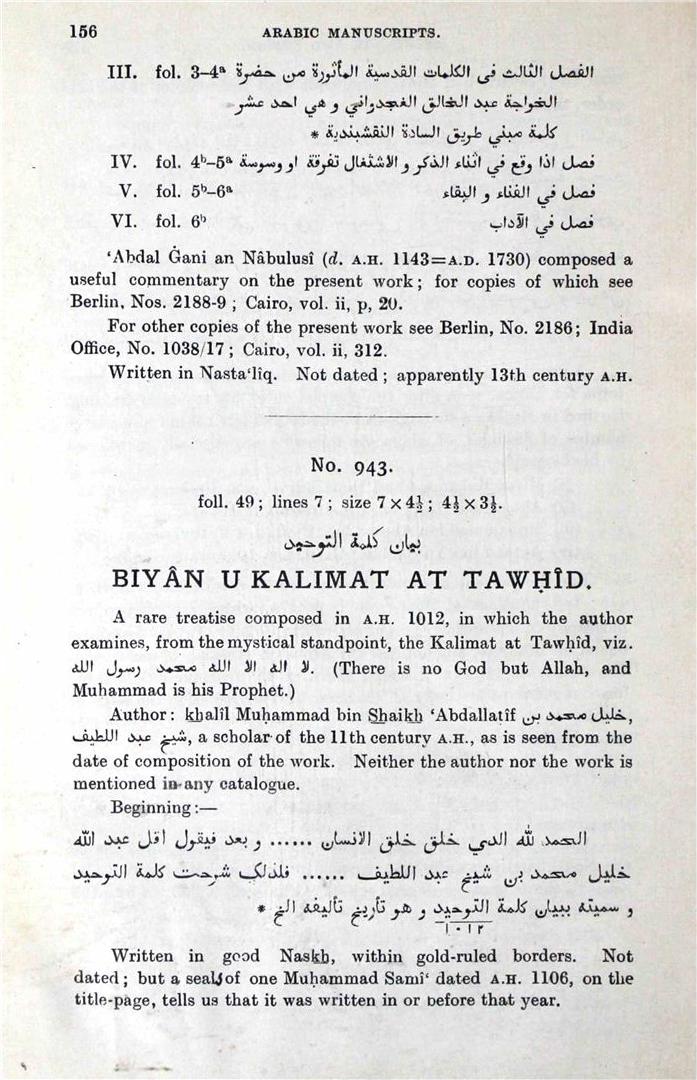 156 ARABIC MANUSCRIPTS.
III. fol. 3–4ᵃ الفصل الثالث في الكلمات القدسية المأثورة من حضرة
الخواجة عبد الخالق الغجدواني و هي احد عشر
كلمة مبني طريق السادة النقشبندية *
IV. fol. 4ᵇ–5ᵃ فصل اذا وقع في اثناء الذكر و الاشتغال تفرقة او وسوسة
V. fol. 5ᵇ–6ᵃ فصل في الفناء و البقاء
VI. fol. 6ᵇ فصل في الآداب
‘Abdal Ġani an Nâbulusî (d. A.H. 1143=A.D. 1730) composed a
useful commentary on the present work; for copies of which see
Berlin, Nos. 2188-9 ; Cairo, vol. ii, p, 20.
For other copies of the present work see Berlin, No. 2186; India
Office, No. 1038/17 ; Cairo, vol. ii, 312.
Written in Nasta‘lîq. Not dated ; apparently 13th century A.H.
No. 943.
foll. 49 ; lines 7 ; size 7 × 4½ ; 4½ × 3½.
بيان كلمة التوحيد
BIYÂN U KALIMAT AT TAWḤÎD.
A rare treatise composed in A.H. 1012, in which the author
examines, from the mystical standpoint, the Kalimat at Tawḥîd, viz.
لا اله الا الله محمد رسول الله. (There is no God but Allah, and
Muḥammad is his Prophet.)
Author : khalîl Muḥammad bin Shaikh ‘Abdallaṭîf خليل محمد بن,
شيخ عبد اللطيف, a scholar of the 11th century A.H., as is seen from the
date of composition of the work. Neither the author nor the work is
mentioned in any catalogue.
Beginning :—
الحمد لله الذي خلق خلق الانسان ...... و بعد فيقول اقل عبد الله
خليل محمد بن شيخ عبد اللطيف ...... فلذلك شرحت كلمة التوحيد
و سميته ببيان كلمة التوحيد و هو تأريخ تأليفه الخ *
١٠١٢
Written in good Naskh, within gold-ruled borders. Not
dated ; but a seal of one Muḥammad Samî‘ dated A.H. 1106, on the
title-page, tells us that it was written in or before that year.